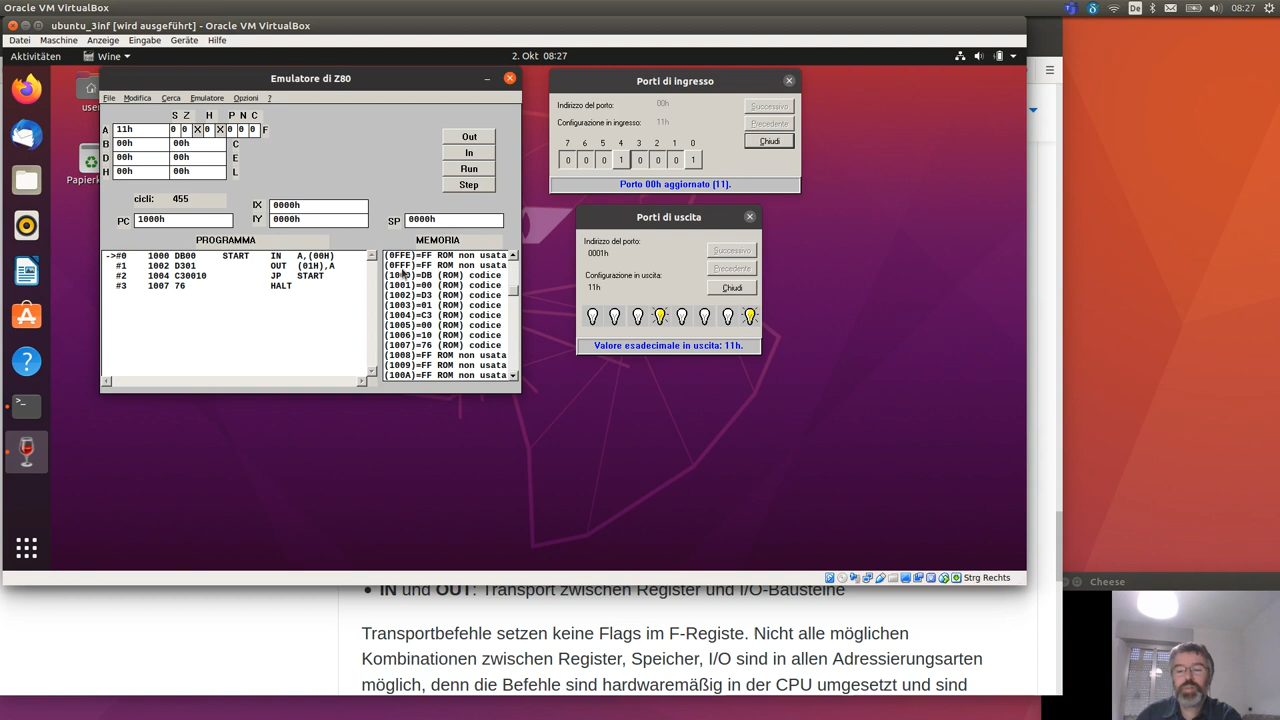 Oracle VM VirtualBox
De
08:27
ubuntu_3inf [wird ausgeführt] - Oracle VM VirtualBox
Datei Maschine Anzeige Eingabe Geräte Hilfe
Aktivitäten Wine 2. Okt 08:27
user
Papierk
Emulatore di Z80
File Modifica Cerca Emulatore Opzioni ?
S Z H P N C
A 11h 0 0 X 0 X 0 0 0 F
B 00h 00h C
D 00h 00h E
H 00h 00h L
Out
In
Run
Step
cicli: 455
IX 0000h
IY 0000h
PC 1000h
SP 0000h
PROGRAMMA
->#0 1000 DB00 START IN A,(00H)
#1 1002 D301 OUT (01H),A
#2 1004 C30010 JP START
#3 1007 76 HALT
MEMORIA
(0FFE)=FF ROM non usata
(0FFF)=FF ROM non usata
(1000)=DB (ROM) codice
(1001)=00 (ROM) codice
(1002)=D3 (ROM) codice
(1003)=01 (ROM) codice
(1004)=C3 (ROM) codice
(1005)=00 (ROM) codice
(1006)=10 (ROM) codice
(1007)=76 (ROM) codice
(1008)=FF ROM non usata
(1009)=FF ROM non usata
(100A)=FF ROM non usata
Porti di ingresso
Indirizzo del porto: 00h
Configurazione in ingresso: 11h
Successivo
Precedente
Chiudi
7 6 5 4 3 2 1 0
0 0 0 1 0 0 0 1
Porto 00h aggiornato [11].
Porti di uscita
Indirizzo del porto:
0001h
Configurazione in uscita:
11h
Successivo
Precedente
Chiudi
Valore esadecimale in uscita: 11h.
Strg Rechts
Cheese
• IN und OUT: Transport zwischen Register und I/O-Bausteine
Transportbefehle setzen keine Flags im F-Registe. Nicht alle möglichen
Kombinationen zwischen Register, Speicher, I/O sind in allen Adressierungsarten
möglich, denn die Befehle sind hardwaremäßig in der CPU umgesetzt und sind